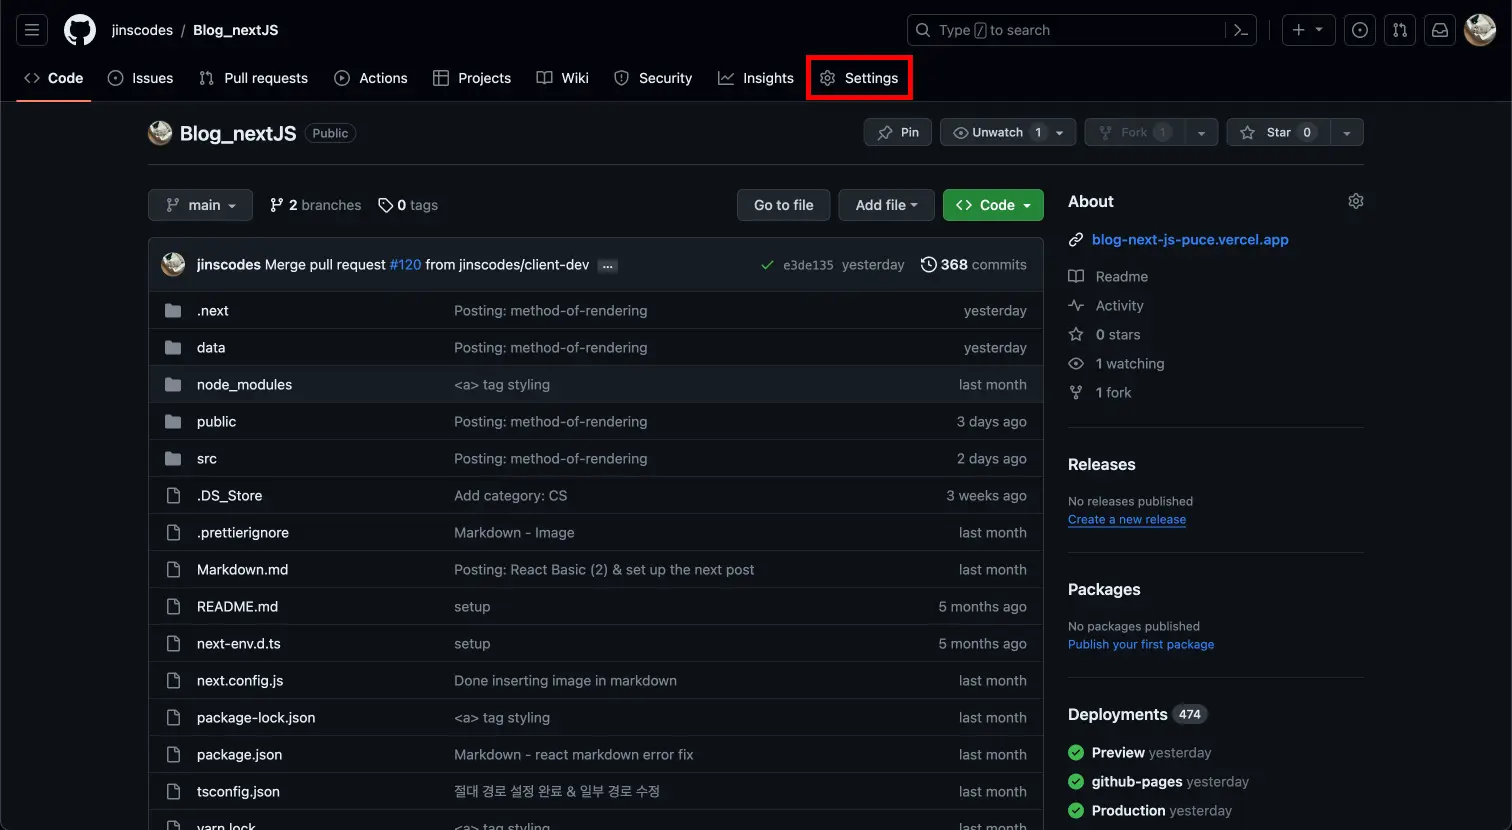 jinscodes / Blog_nextJS
Type / to search
Code Issues Pull requests Actions Projects Wiki Security Insights Settings
Blog_nextJS Public
Pin Unwatch 1 Fork 1 Star 0
main 2 branches 0 tags
Go to file Add file Code
jinscodes Merge pull request #120 from jinscodes/client-dev ... e3de135 yesterday 368 commits
.next Posting: method-of-rendering yesterday
data Posting: method-of-rendering yesterday
node_modules <a> tag styling last month
public Posting: method-of-rendering 3 days ago
src Posting: method-of-rendering 2 days ago
.DS_Store Add category: CS 3 weeks ago
.prettierignore Markdown - Image last month
Markdown.md Posting: React Basic (2) & set up the next post last month
README.md setup 5 months ago
next-env.d.ts setup 5 months ago
next.config.js Done inserting image in markdown last month
package-lock.json <a> tag styling last month
package.json Markdown - react markdown error fix last month
tsconfig.json 절대 경로 설정 완료 & 일부 경로 수정 last month
yarn.lock <a> tag styling last month
About
blog-next-js-puce.vercel.app
Readme
Activity
0 stars
1 watching
1 fork
Releases
No releases published
Create a new release
Packages
No packages published
Publish your first package
Deployments 474
Preview yesterday
github-pages yesterday
Production yesterday